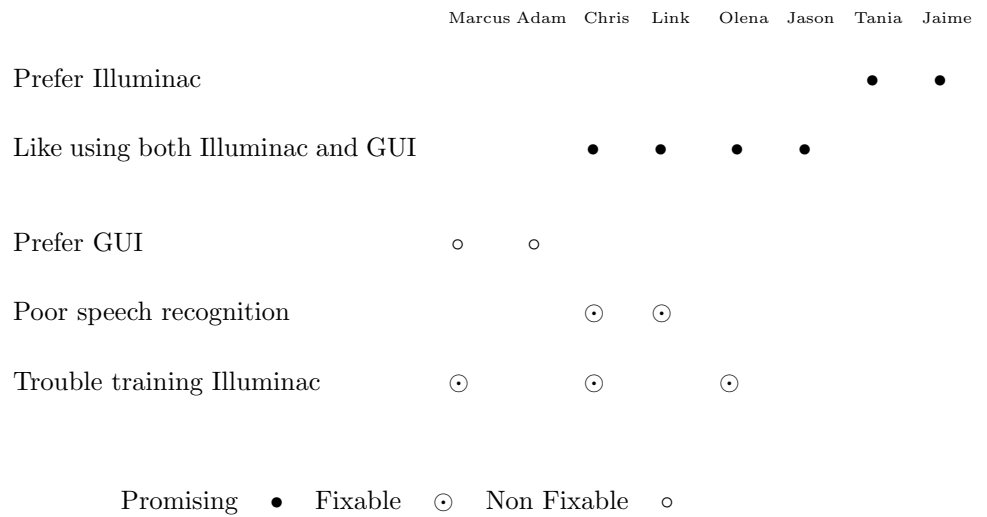 Marcus Adam Chris Link Olena Jason Tania Jaime
Prefer Illuminac
Like using both Illuminac and GUI
Prefer GUI
Poor speech recognition
Trouble training Illuminac
Promising Fixable Non Fixable